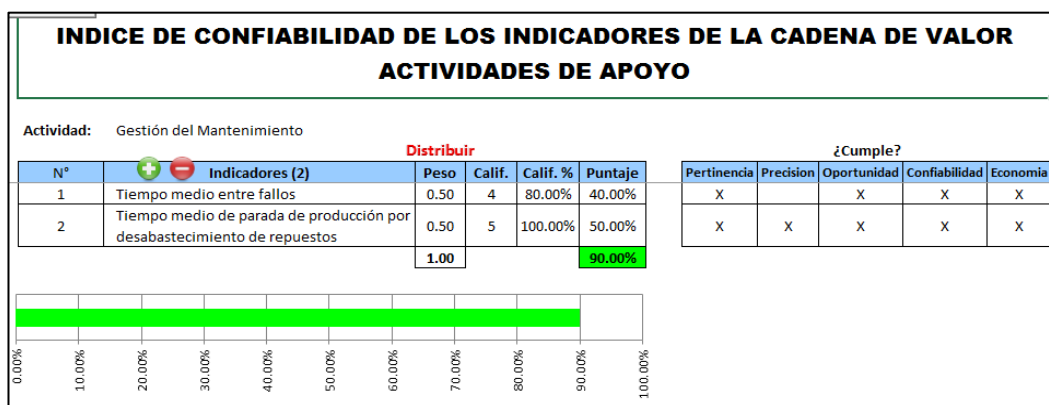 INDICE DE CONFIABILIDAD DE LOS INDICADORES DE LA CADENA DE VALOR
ACTIVIDADES DE APOYO
Actividad: Gestión del Mantenimiento
Distribuir ¿Cumple?
N° Indicadores (2) Peso Calif. Calif. % Puntaje Pertinencia Precision Oportunidad Confiabilidad Economia
1 Tiempo medio entre fallos 0.50 4 80.00% 40.00% X X X X
2 Tiempo medio de parada de producción por desabastecimiento de repuestos 0.50 5 100.00% 50.00% X X X X X
1.00 90.00%
0.00% 10.00% 20.00% 30.00% 40.00% 50.00% 60.00% 70.00% 80.00% 90.00% 100.00%